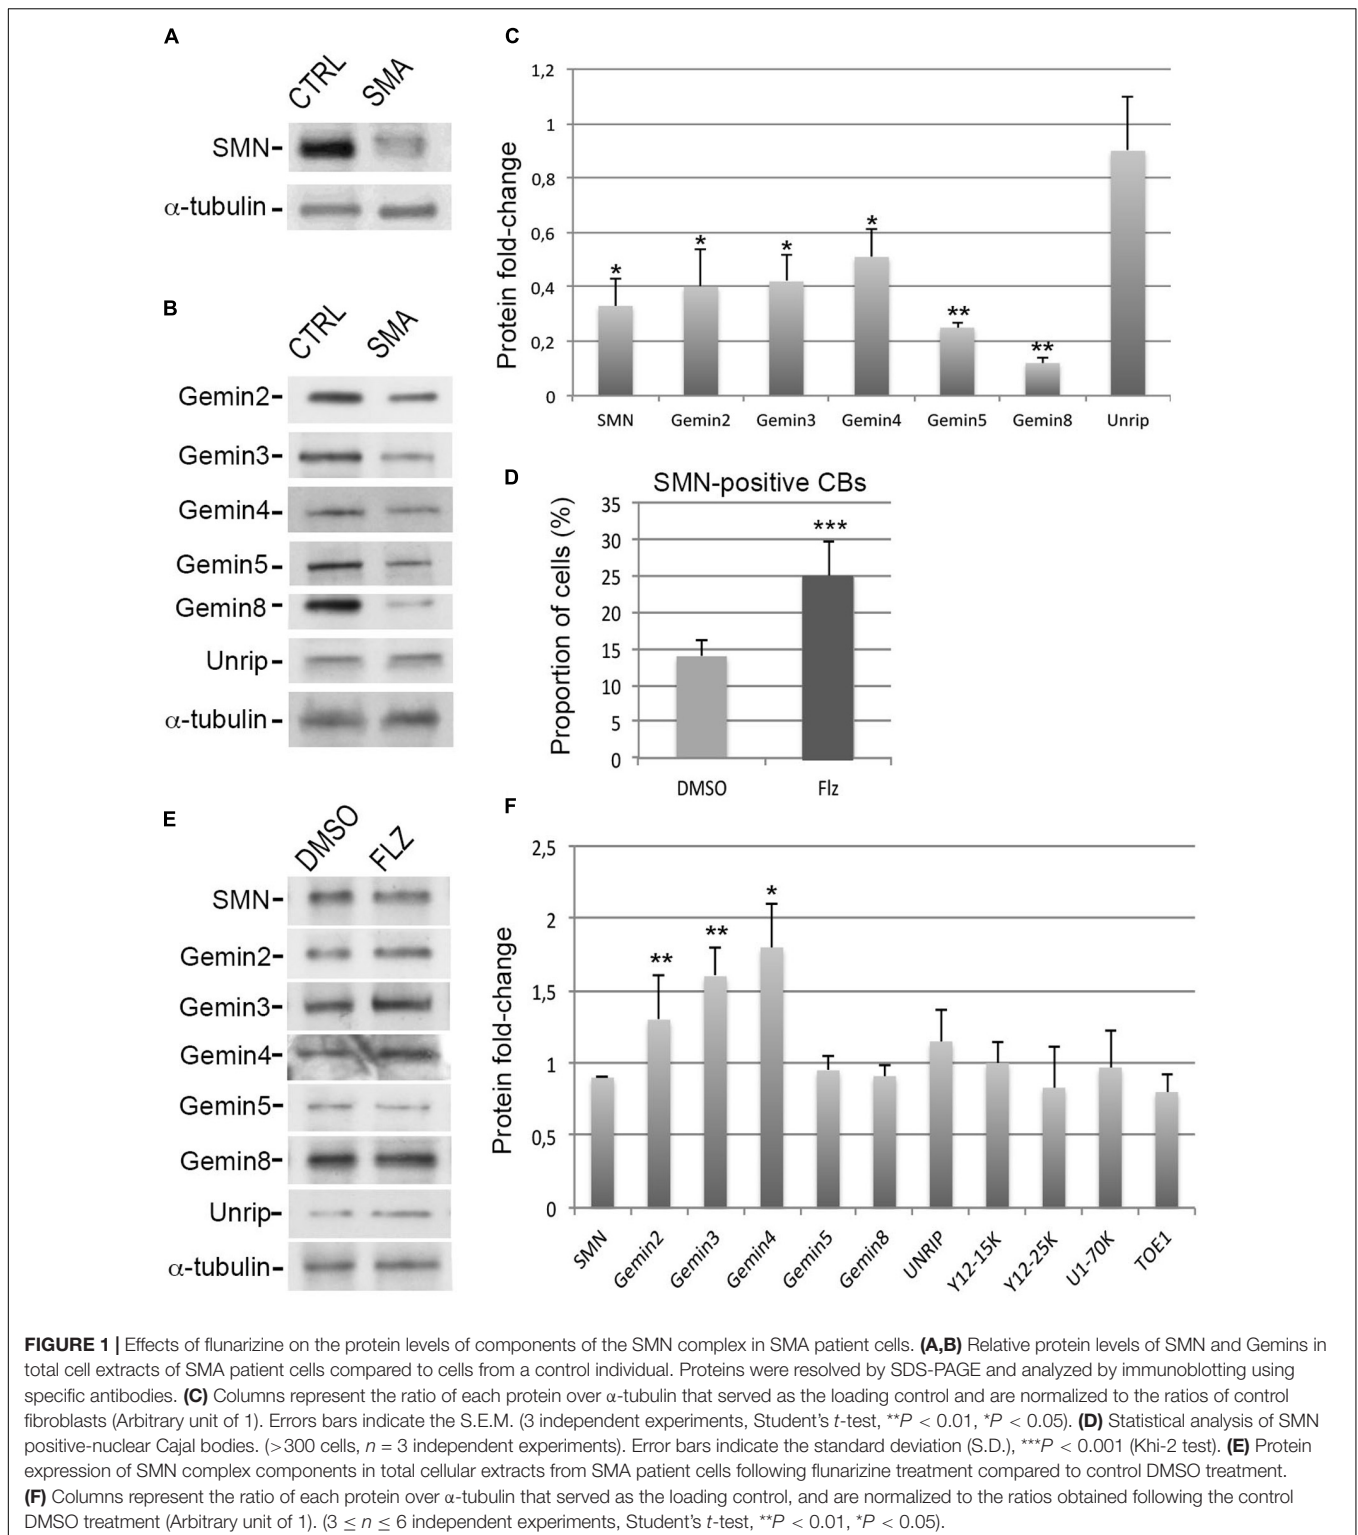 A
CTRL SMA
SMN
α-tubulin
B
CTRL SMA
Gemin2
Gemin3
Gemin4
Gemin5
Gemin8
Unrip
α-tubulin
C
Protein fold-change
1,2
1
0,8
0,6
0,4
0,2
0
* * * * ** **
SMN Gemin2 Gemin3 Gemin4 Gemin5 Gemin8 Unrip
D
SMN-positive CBs
Proportion of cells (%)
35
30
25
20
15
10
5
0
***
DMSO Flz
E
DMSO FLZ
SMN
Gemin2
Gemin3
Gemin4
Gemin5
Gemin8
Unrip
α-tubulin
F
Protein fold-change
2,5
2
1,5
1
0,5
0
** ** *
SMN Gemin2 Gemin3 Gemin4 Gemin5 Gemin8 UNRIP Y12-15K Y12-25K U1-70K TOE1
FIGURE 1 | Effects of flunarizine on the protein levels of components of the SMN complex in SMA patient cells. (A,B) Relative protein levels of SMN and Gemins in
total cell extracts of SMA patient cells compared to cells from a control individual. Proteins were resolved by SDS-PAGE and analyzed by immunoblotting using
specific antibodies. (C) Columns represent the ratio of each protein over α-tubulin that served as the loading control and are normalized to the ratios of control
fibroblasts (Arbitrary unit of 1). Errors bars indicate the S.E.M. (3 independent experiments, Student's t-test, **P < 0.01, *P < 0.05). (D) Statistical analysis of SMN
positive-nuclear Cajal bodies. (>300 cells, n = 3 independent experiments). Error bars indicate the standard deviation (S.D.), ***P < 0.001 (Khi-2 test). (E) Protein
expression of SMN complex components in total cellular extracts from SMA patient cells following flunarizine treatment compared to control DMSO treatment.
(F) Columns represent the ratio of each protein over α-tubulin that served as the loading control, and are normalized to the ratios obtained following the control
DMSO treatment (Arbitrary unit of 1). (3 ≤ n ≤ 6 independent experiments, Student's t-test, **P < 0.01, *P < 0.05).